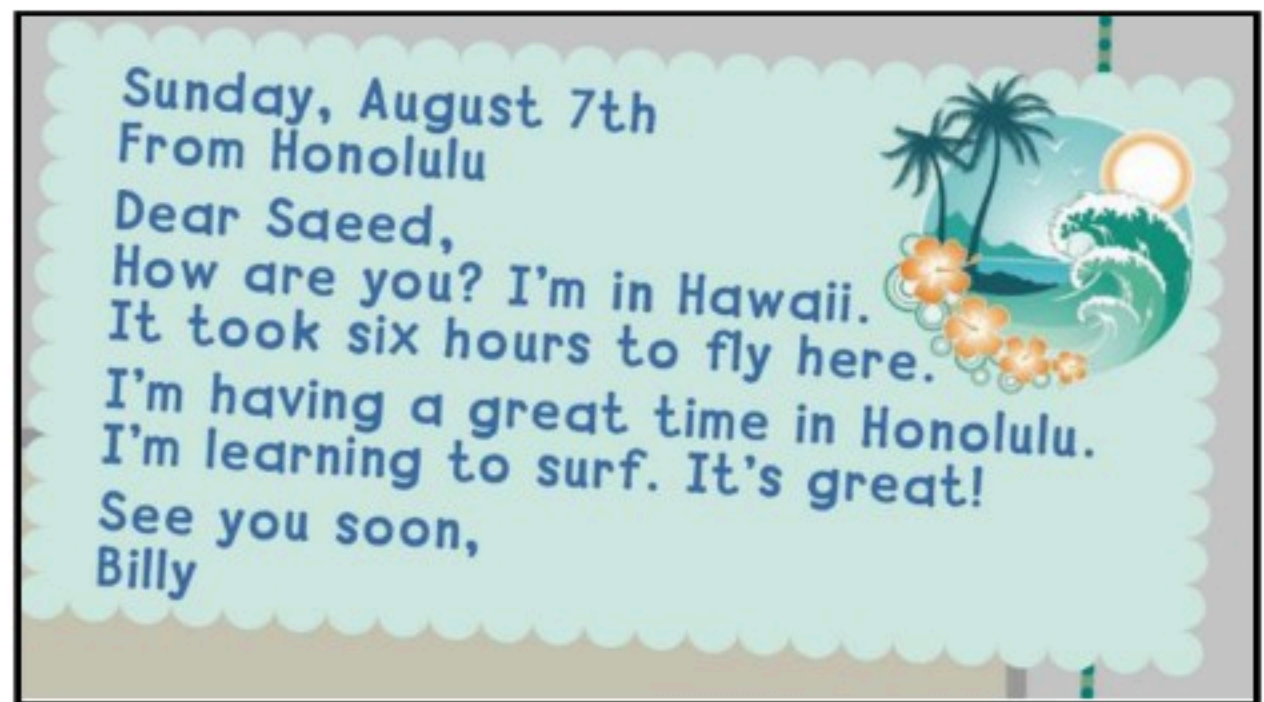 Sunday, August 7th
From Honolulu
Dear Saeed,
How are you? I'm in Hawaii.
It took six hours to fly here.
I'm having a great time in Honolulu.
I'm learning to surf. It's great!
See you soon,
Billy